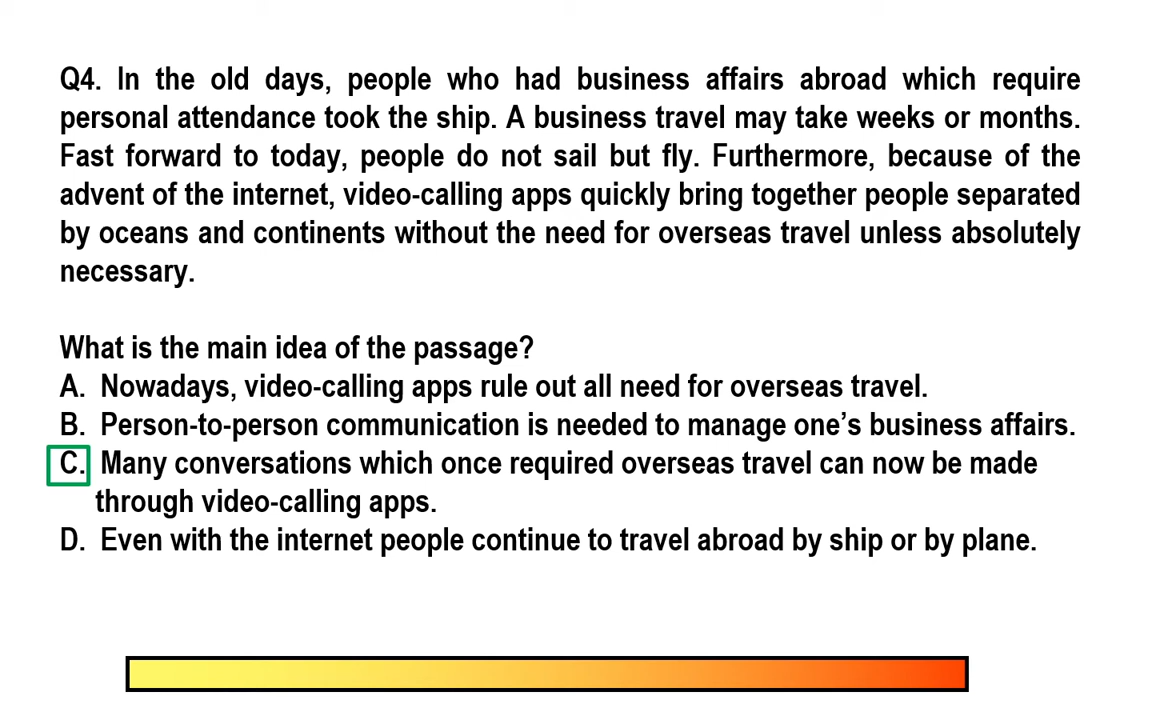 Q4. In the old days, people who had business affairs abroad which require
personal attendance took the ship. A business travel may take weeks or months.
Fast forward to today, people do not sail but fly. Furthermore, because of the
advent of the internet, video-calling apps quickly bring together people separated
by oceans and continents without the need for overseas travel unless absolutely
necessary.
What is the main idea of the passage?
A. Nowadays, video-calling apps rule out all need for overseas travel.
B. Person-to-person communication is needed to manage one’s business affairs.
C. Many conversations which once required overseas travel can now be made
through video-calling apps.
D. Even with the internet people continue to travel abroad by ship or by plane.